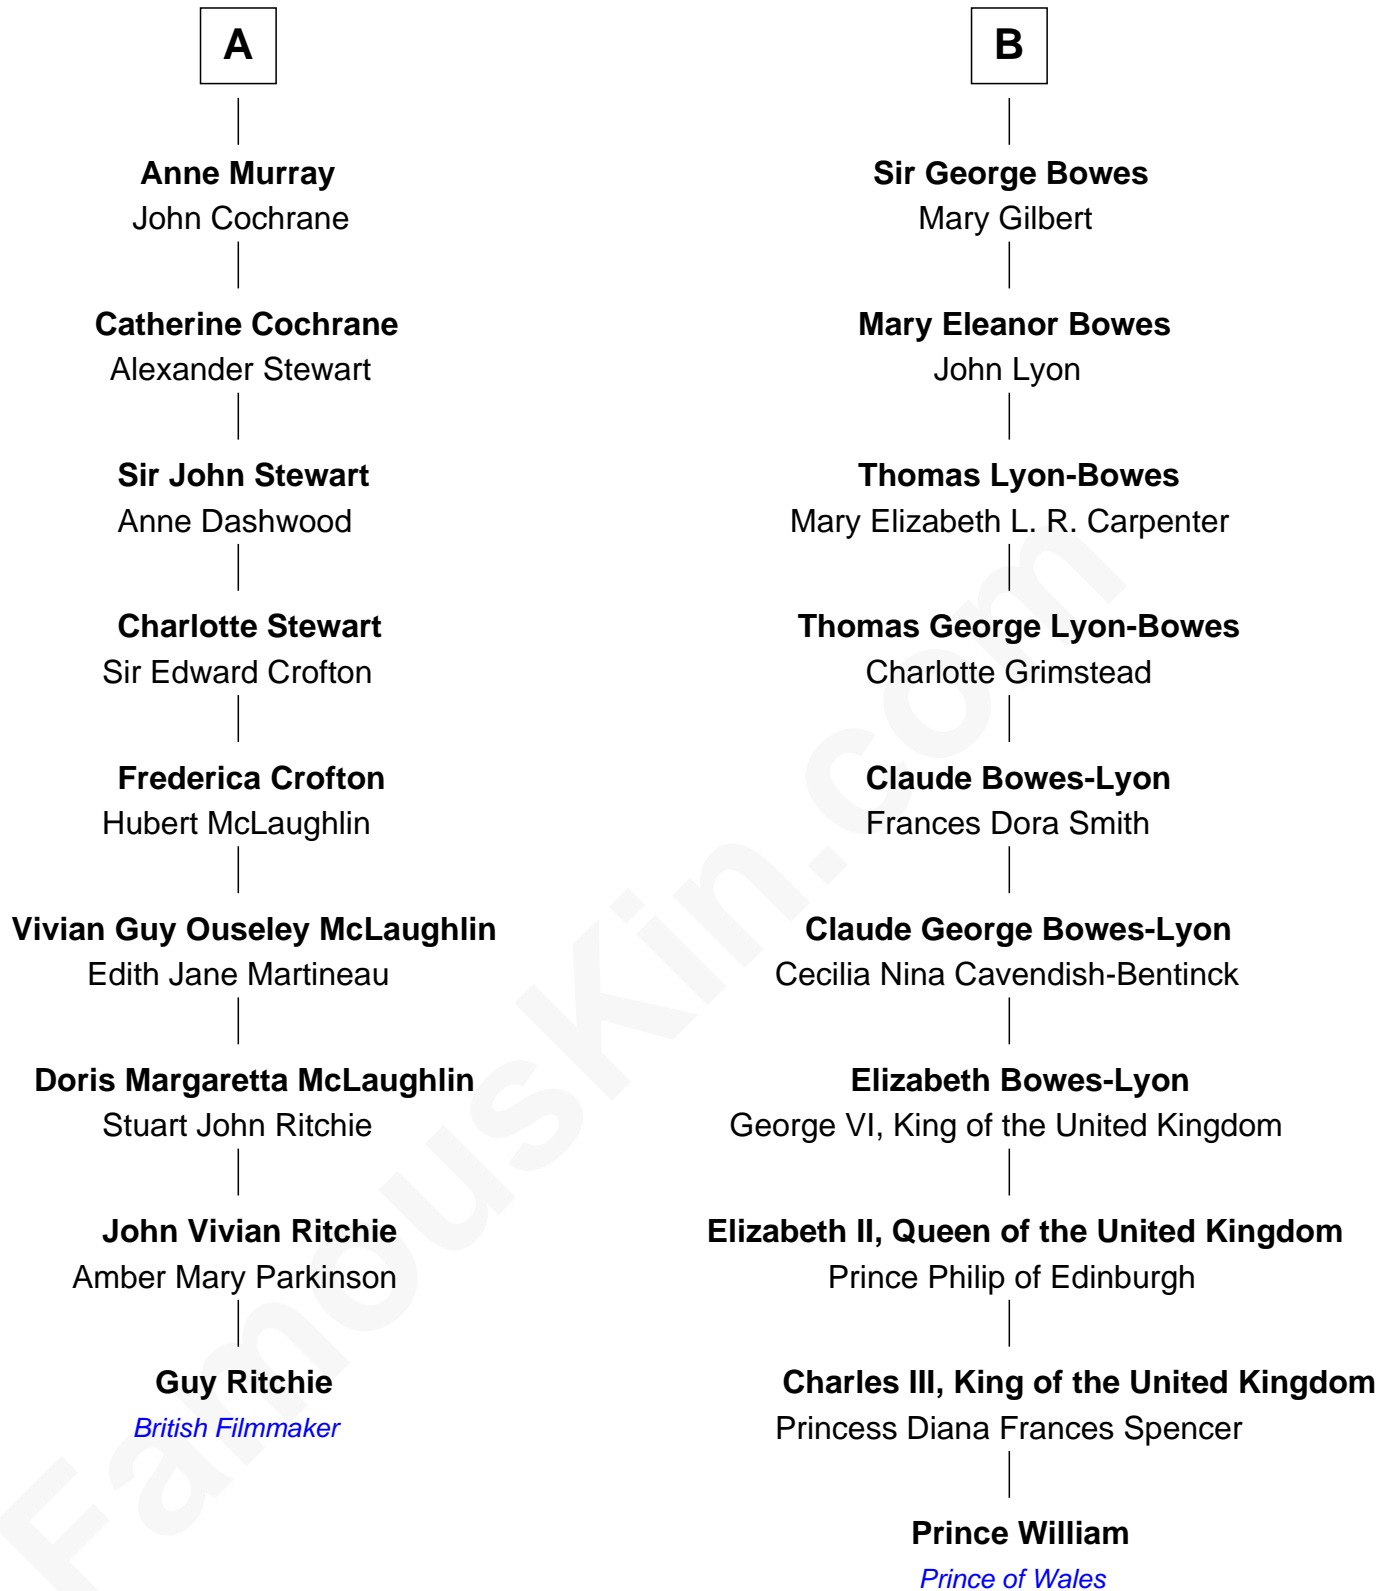 A
Anne Murray
John Cochrane
Catherine Cochrane
Alexander Stewart
Sir John Stewart
Anne Dashwood
Charlotte Stewart
Sir Edward Crofton
Frederica Crofton
Hubert McLaughlin
Vivian Guy Ouseley McLaughlin
Edith Jane Martineau
Doris Margaretta McLaughlin
Stuart John Ritchie
John Vivian Ritchie
Amber Mary Parkinson
Guy Ritchie
British Filmmaker
B
Sir George Bowes
Mary Gilbert
Mary Eleanor Bowes
John Lyon
Thomas Lyon-Bowes
Mary Elizabeth L. R. Carpenter
Thomas George Lyon-Bowes
Charlotte Grimstead
Claude Bowes-Lyon
Frances Dora Smith
Claude George Bowes-Lyon
Cecilia Nina Cavendish-Bentinck
Elizabeth Bowes-Lyon
George VI, King of the United Kingdom
Elizabeth II, Queen of the United Kingdom
Prince Philip of Edinburgh
Charles III, King of the United Kingdom
Princess Diana Frances Spencer
Prince William
Prince of Wales
FamousKin.com